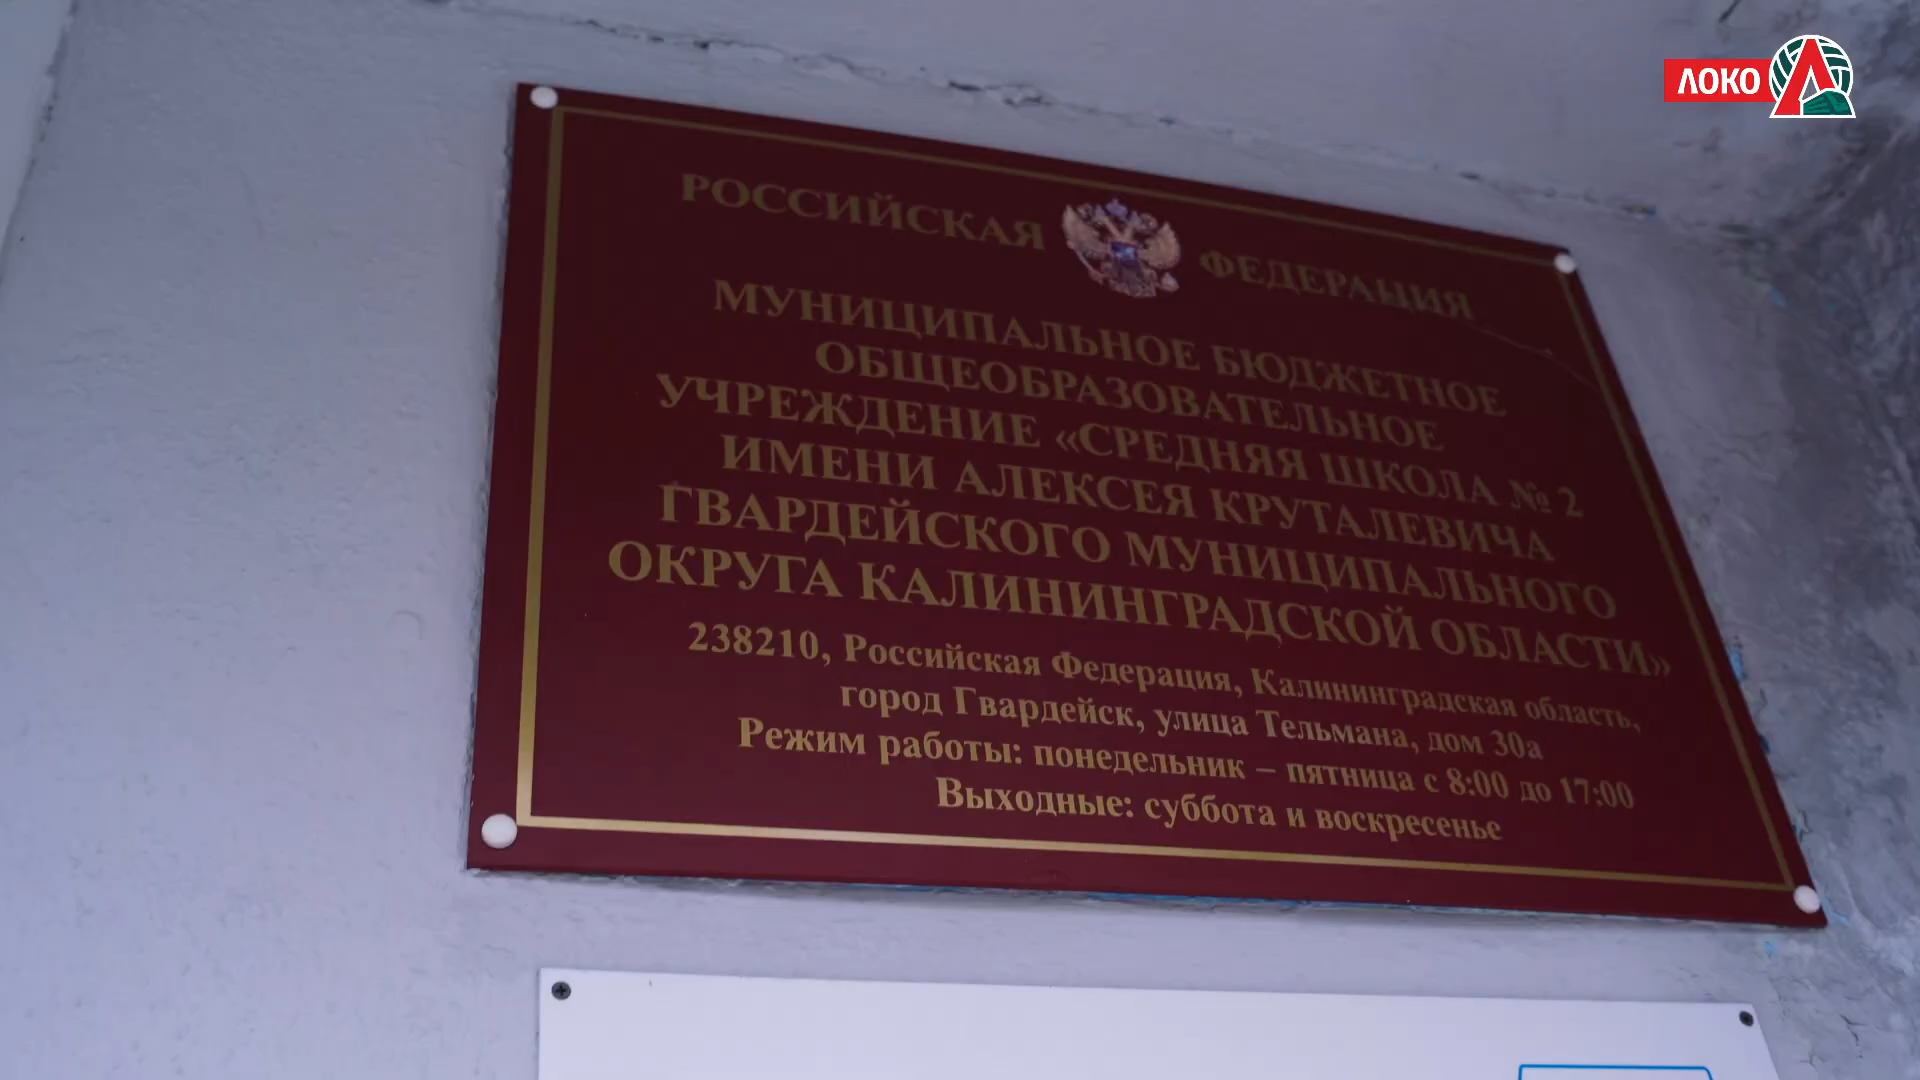 ЛОКО
РОССИЙСКАЯ ФЕДЕРАЦИЯ
МУНИЦИПАЛЬНОЕ БЮДЖЕТНОЕ
ОБЩЕОБРАЗОВАТЕЛЬНОЕ
УЧРЕЖДЕНИЕ «СРЕДНЯЯ ШКОЛА № 2
ИМЕНИ АЛЕКСЕЯ КРУТАЛЕВИЧА
ГВАРДЕЙСКОГО МУНИЦИПАЛЬНОГО
ОКРУГА КАЛИНИНГРАДСКОЙ ОБЛАСТИ»
238210, Российская Федерация, Калининградская область,
город Гвардейск, улица Тельмана, дом 30а
Режим работы: понедельник – пятница с 8:00 до 17:00
Выходные: суббота и воскресенье